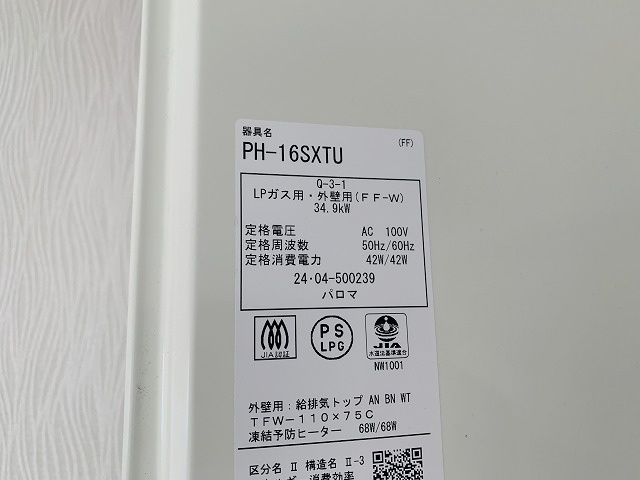 器具名
PH-16SXTU (FF)
Q-3-1
LPガス用・外壁用(FF-W)
34.9kW
定格電圧 AC 100V
定格周波数 50Hz/60Hz
定格消費電力 42W/42W
24・04-500239
パロマ
JIA認証
PS
LPG
JIA
水道法基準適合
NW1001
外壁用：給排気トップ AN BN WT
TFW-110×75C
凍結予防ヒーター 68W/68W
区分名 Ⅱ 構造名 Ⅱ-3